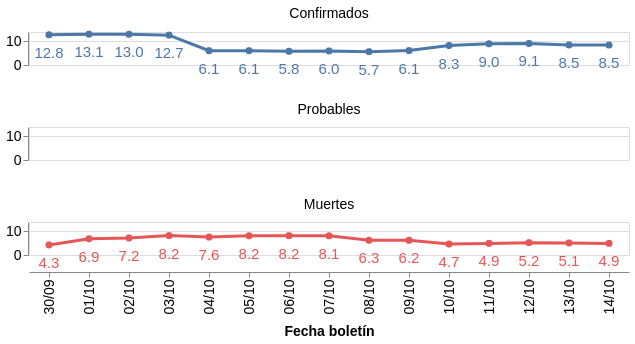 Confirmados
10
0
12.8 13.1 13.0 12.7 6.1 6.1 5.8 6.0 5.7 6.1 8.3 9.0 9.1 8.5 8.5
Probables
10
0
Muertes
10
0
4.3 6.9 7.2 8.2 7.6 8.2 8.2 8.1 6.3 6.2 4.7 4.9 5.2 5.1 4.9
30/09 01/10 02/10 03/10 04/10 05/10 06/10 07/10 08/10 09/10 10/10 11/10 12/10 13/10 14/10
Fecha boletín